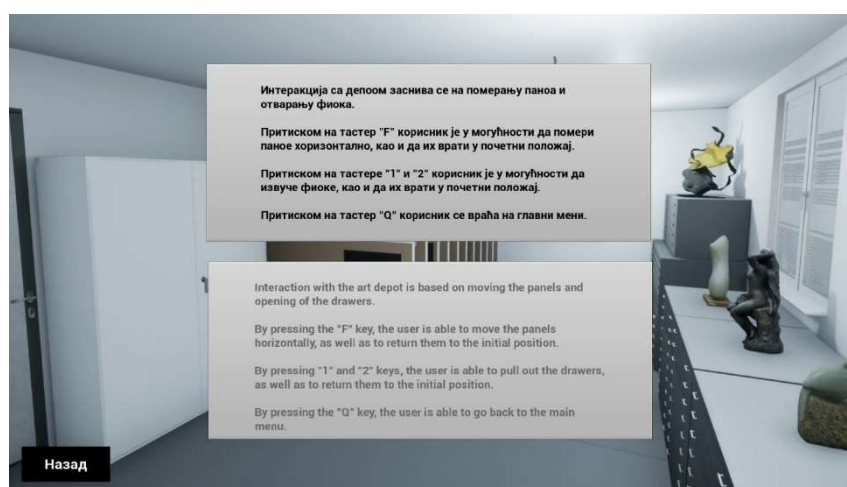 Интеракција са депоом заснива се на померању паноа и
отварању фиока.
Притиском на тастер "F" корисник је у могућности да помери
паное хоризонтално, као и да их врати у почетни положај.
Притиском на тастере "1" и "2" корисник је у могућности да
извуче фиоке, као и да их врати у почетни положај.
Притиском на тастер "Q" корисник се враћа на главни мени.
Interaction with the art depot is based on moving the panels and
opening of the drawers.
By pressing the "F" key, the user is able to move the panels
horizontally, as well as to return them to the initial position.
By pressing "1" and "2" keys, the user is able to pull out the drawers,
as well as to return them to the initial position.
By pressing the "Q" key, the user is able to go back to the main
menu.
Назад